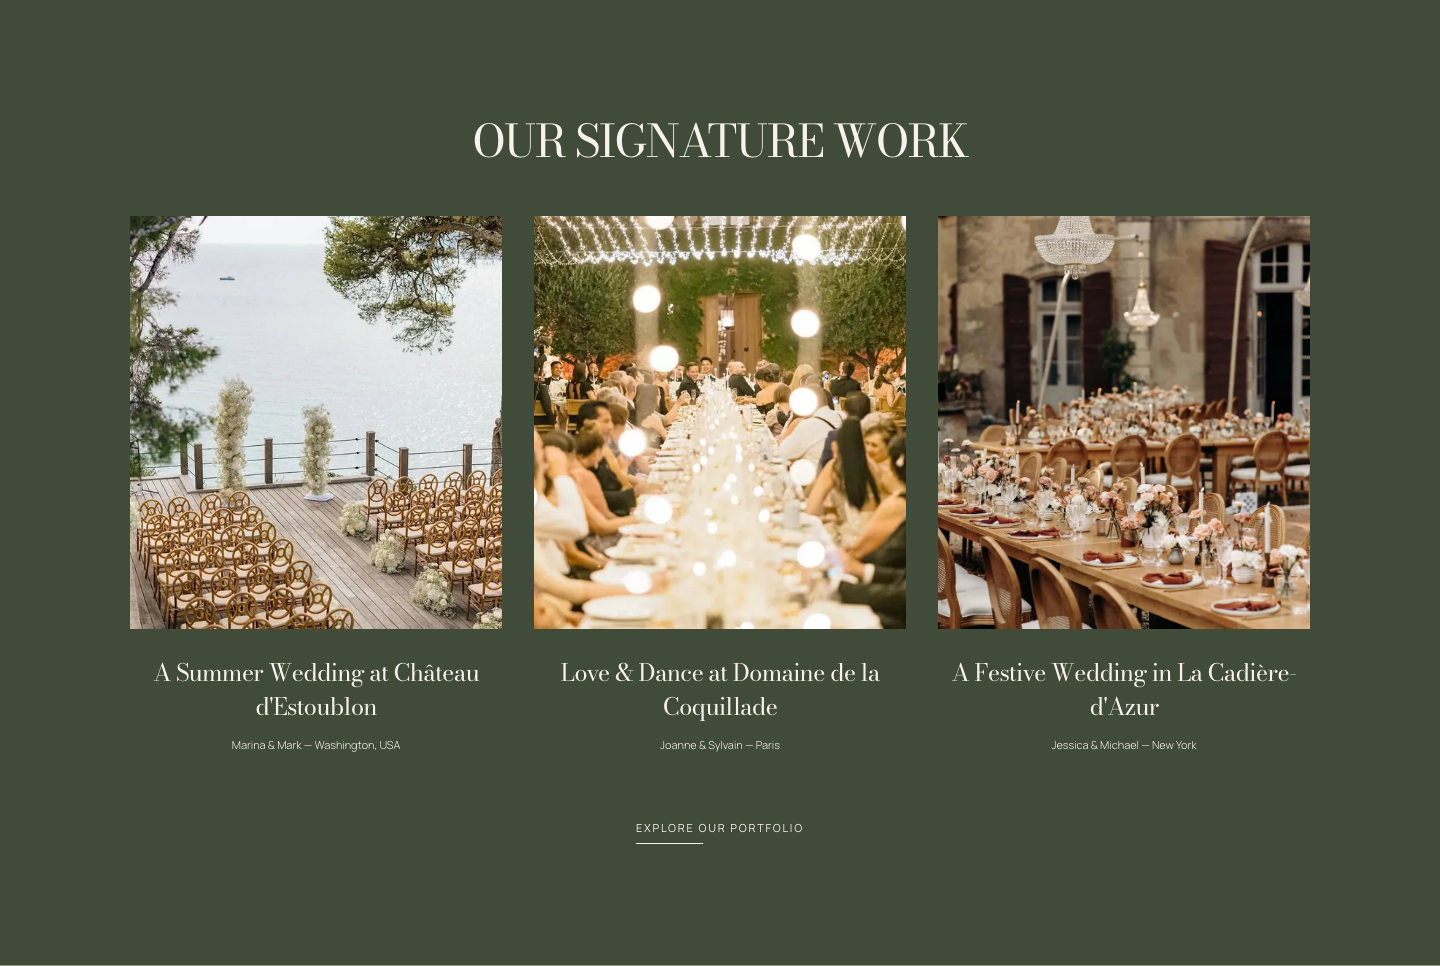 OUR SIGNATURE WORK
A Summer Wedding at Château
d'Estoublon
Marina & Mark — Washington, USA
Love & Dance at Domaine de la
Coquillade
Joanne & Sylvain — Paris
A Festive Wedding in La Cadière-
d'Azur
Jessica & Michael — New York
EXPLORE OUR PORTFOLIO